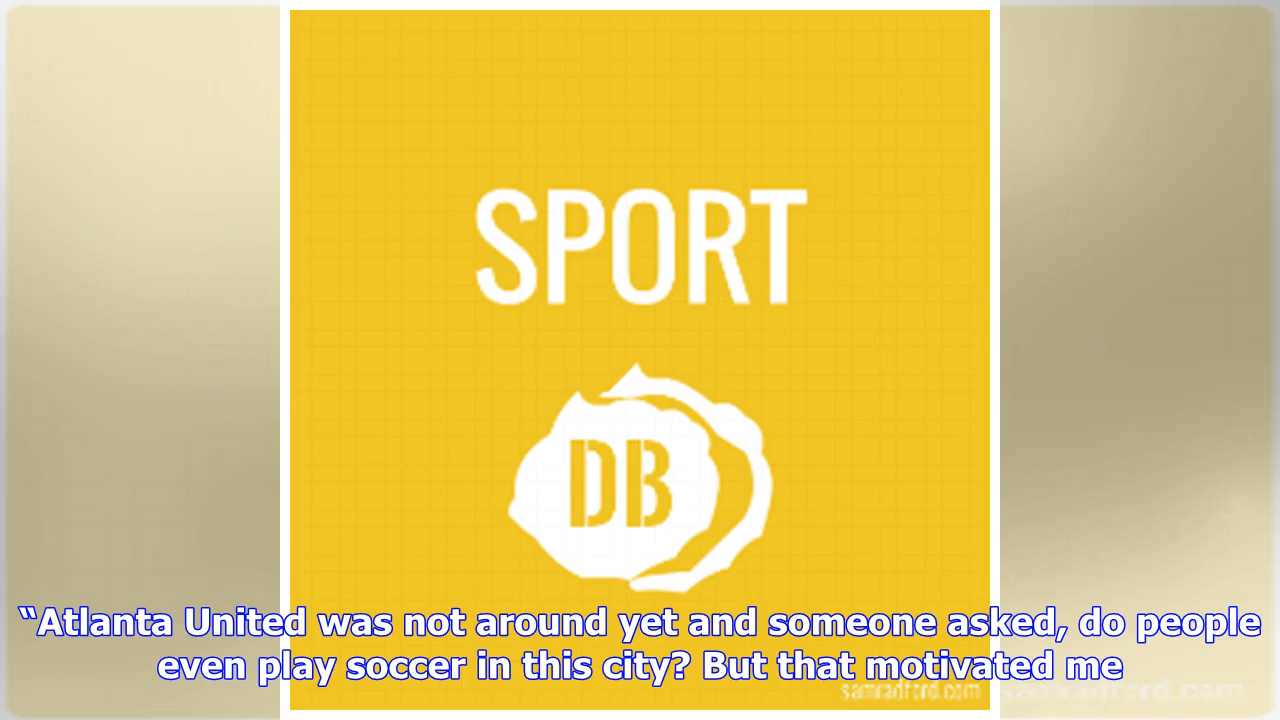 SPORT
DB
“Atlanta United was not around yet and someone asked, do people
even play soccer in this city? But that motivated me